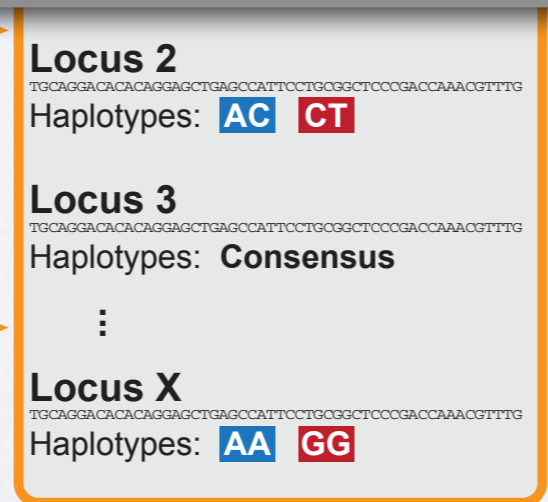 Locus 2
TGCAGGACACACAGGAGCTGAGCCATTCCTGCGGCTCCCGACCAAACGTTTG
Haplotypes: AC CT
Locus 3
TGCAGGACACACAGGAGCTGAGCCATTCCTGCGGCTCCCGACCAAACGTTTG
Haplotypes: Consensus
⋮
Locus X
TGCAGGACACACAGGAGCTGAGCCATTCCTGCGGCTCCCGACCAAACGTTTG
Haplotypes: AA GG